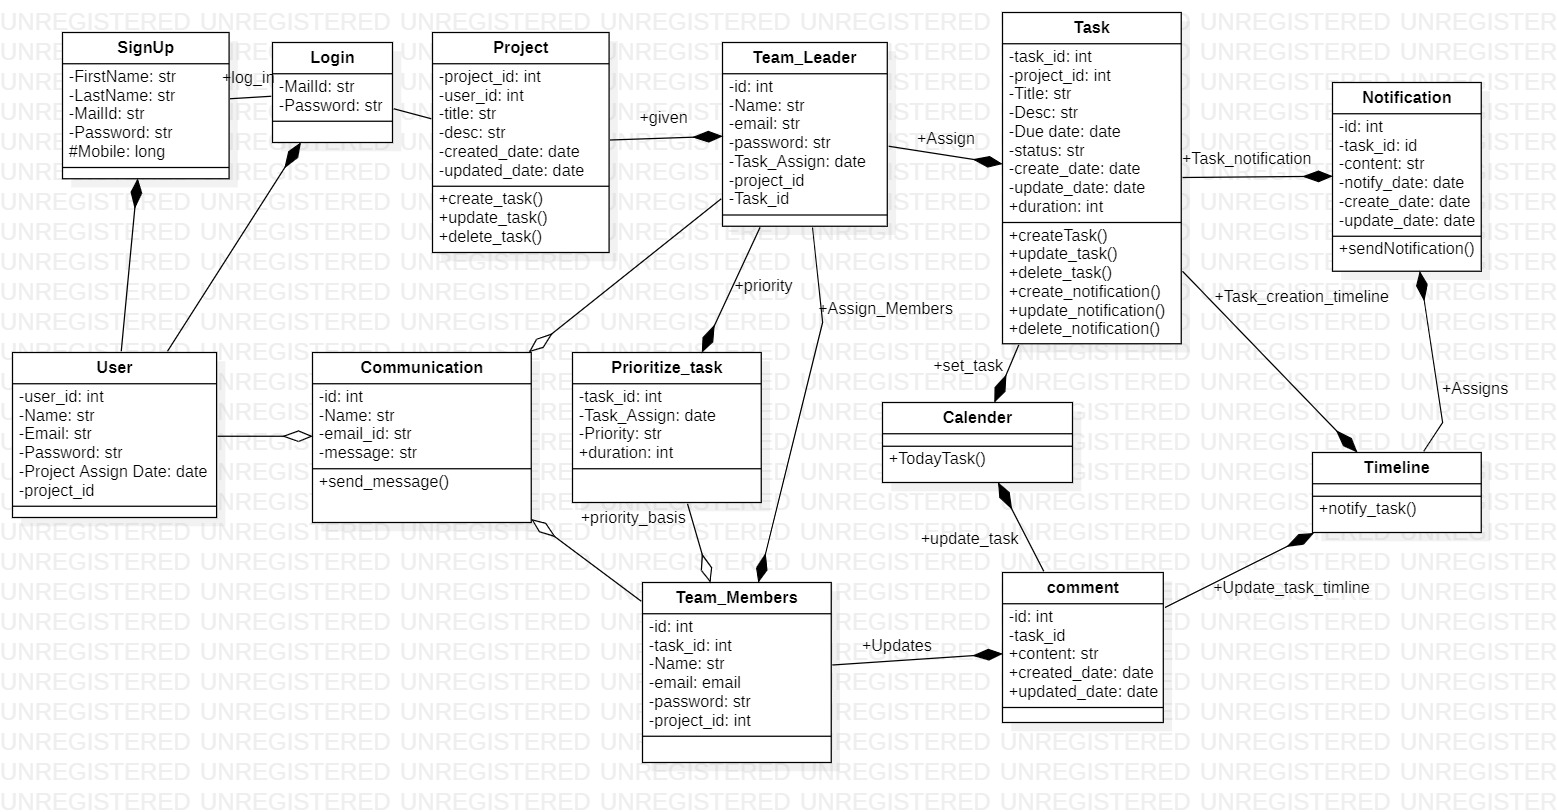 SignUp
-FirstName: str
-LastName: str
-MailId: str
-Password: str
#Mobile: long
+log_in
Login
-MailId: str
-Password: str
Project
-project_id: int
-user_id: int
-title: str
-desc: str
-created_date: date
-updated_date: date
+create_task()
+update_task()
+delete_task()
+given
Team_Leader
-id: int
-Name: str
-email: str
-password: str
-Task_Assign: date
-project_id
-Task_id
+Assign
Task
-task_id: int
-project_id: int
-Title: str
-Desc: str
-Due date: date
-status: str
-create_date: date
-update_date: date
+duration: int
+createTask()
+update_task()
+delete_task()
+create_notification()
+update_notification()
+delete_notification()
+Task_notification
Notification
-id: int
-task_id: id
-content: str
-notify_date: date
-create_date: date
-update_date: date
+sendNotification()
+priority
+Assign_Members
+Task_creation_timeline
+set_task
+Assigns
User
-user_id: int
-Name: str
-Email: str
-Password: str
-Project Assign Date: date
-project_id
Communication
-id: int
-Name: str
-email_id: str
-message: str
+send_message()
Prioritize_task
-task_id: int
-Task_Assign: date
-Priority: str
+duration: int
+priority_basis
Calender
+TodayTask()
Timeline
+notify_task()
+update_task
+Update_task_timline
Team_Members
-id: int
-task_id: int
-Name: str
-email: email
-password: str
-project_id: int
+Updates
comment
-id: int
-task_id
+content: str
+created_date: date
+updated_date: date
UNREGISTERED